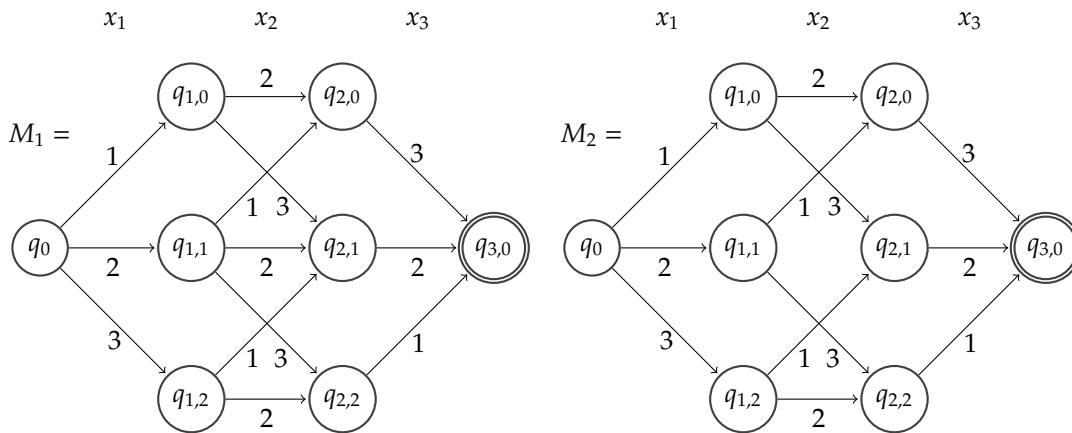 x1 x2 x3 x1 x2 x3
q1,0 2 q2,0 q1,0 2 q2,0
M1 = M2 =
1 3 1 3
1 3 1 3
q0 q1,1 q2,1 q3,0 q0 q1,1 q2,1 q3,0
2 2 2 2 2
3 1 3 1
1 3 1 3
q1,2 q2,2 q1,2 q2,2
2 2